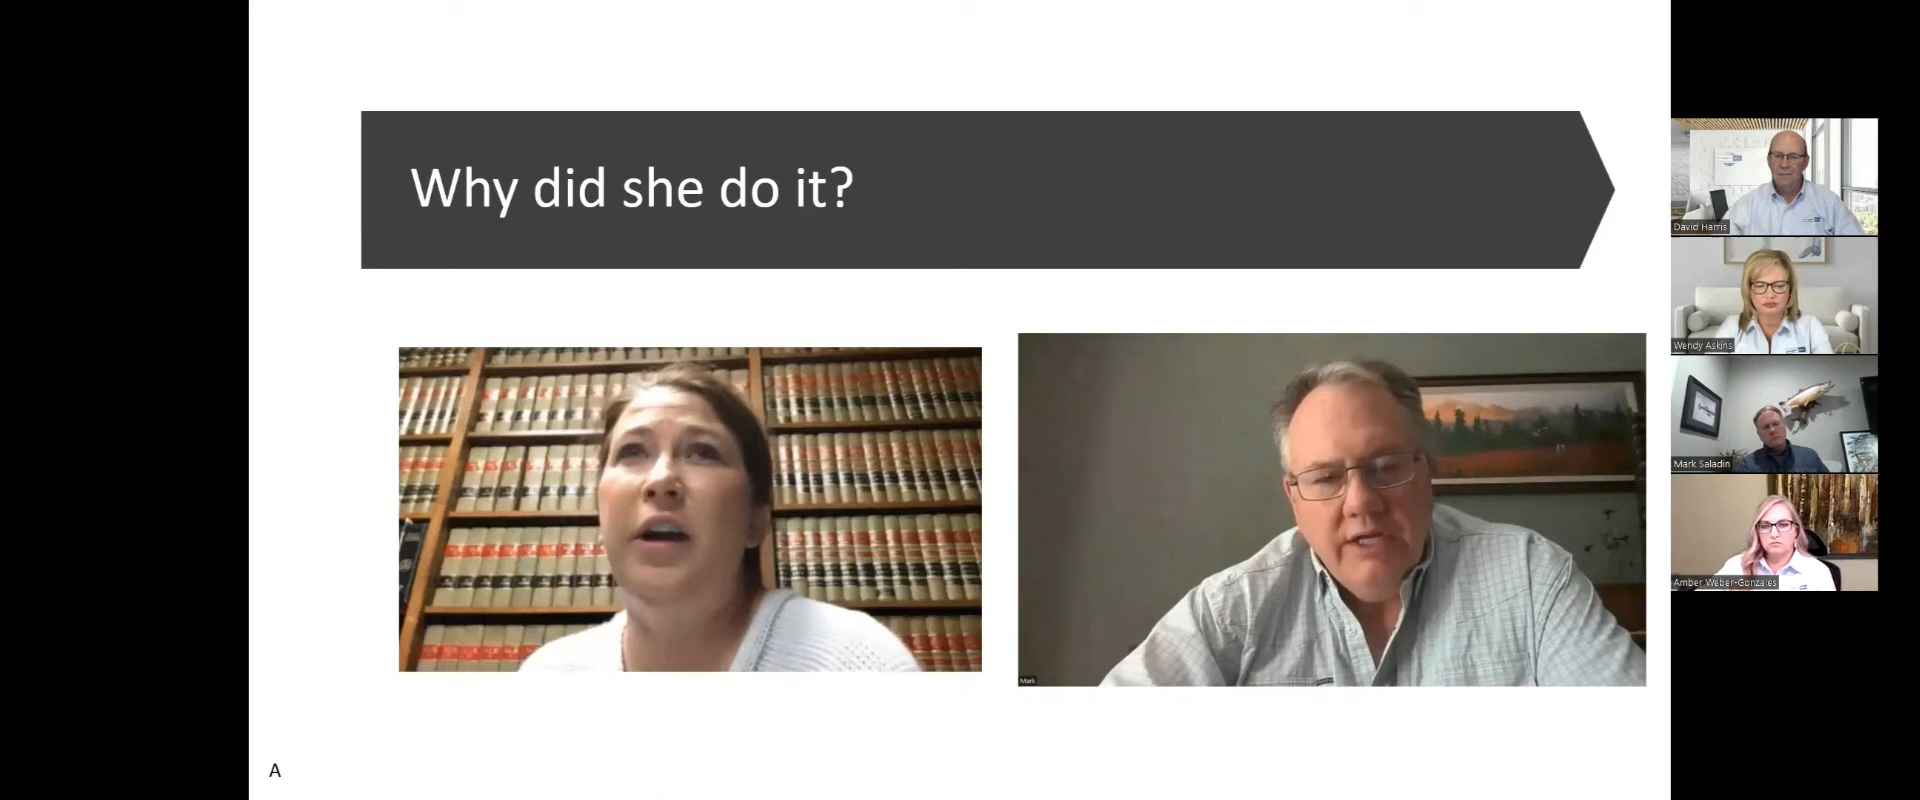 Why did she do it?
Mark
A
David Harris
Wendy Askins
Mark Saladin
Amber Weber-Gonzales